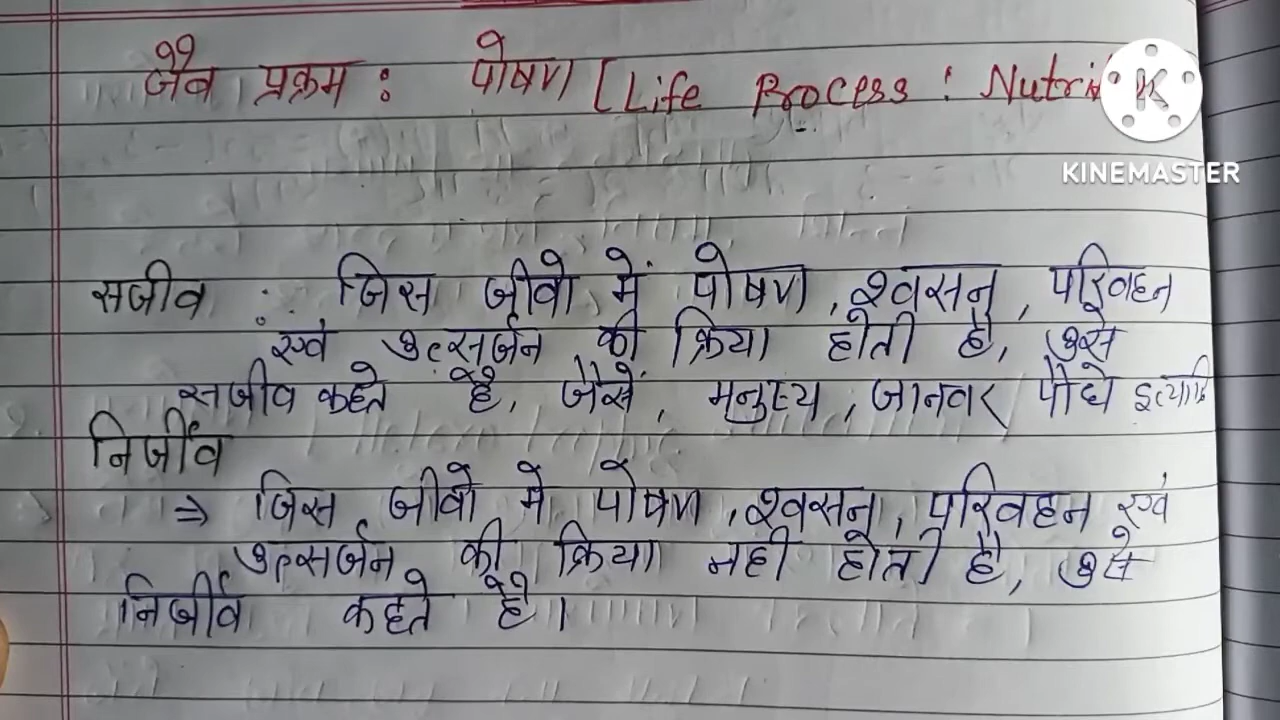 जैव प्रक्रम : पोषण [Life Process : Nutri
KINEMASTER
सजीव : जिस जीवो में पोषण, श्वसन, परिवहन
एवं उत्सर्जन की क्रिया होती है, उसे
सजीव कहते है, जैसे, मनुष्य, जानवर पौधे इत्यादि
निर्जीव
⇒ जिस जीवो मे पोषण, श्वसन, परिवहन एवं
उत्सर्जन की क्रिया नही होती है, उसे
निर्जीव कहते है।